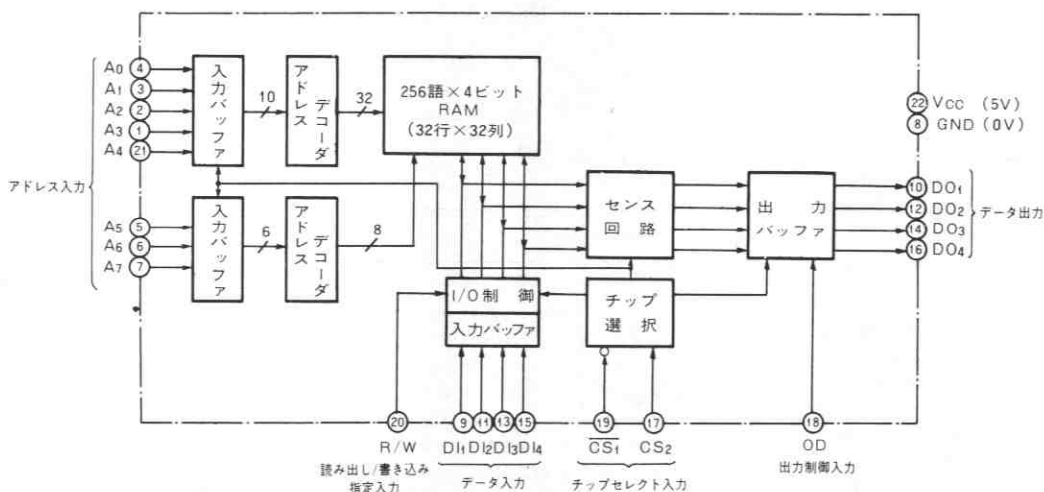 アドレス入力
A0 4
A1 3
A2 2
A3 1
A4 21
A5 5
A6 6
A7 7
入力バッファ
10
アドレスデコーダ
32
256語×4ビット
RAM
(32行×32列)
入力バッファ
6
アドレスデコーダ
8
センス
回路
出力
バッファ
I/O制御
入力バッファ
チップ
選択
22 VCC (5V)
8 GND (0V)
10 DO1
12 DO2
14 DO3
16 DO4
データ出力
20
R/W
読み出し/書き込み
指定入力
9 11 13 15
DI1 DI2 DI3 DI4
データ入力
19 17
CS1 CS2
チップセレクト入力
18
OD
出力制御入力